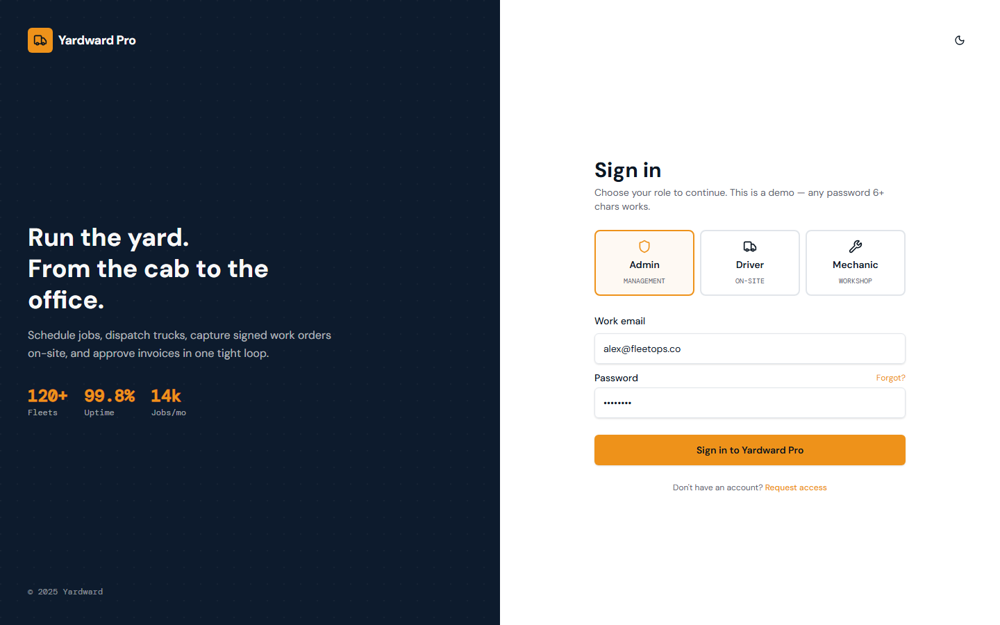 Yardward Pro
Run the yard.
From the cab to the
office.
Schedule jobs, dispatch trucks, capture signed work orders
on-site, and approve invoices in one tight loop.
120+ 99.8% 14k
Fleets Uptime Jobs/mo
© 2025 Yardward
Sign in
Choose your role to continue. This is a demo — any password 6+
chars works.
Admin Driver Mechanic
MANAGEMENT ON-SITE WORKSHOP
Work email
alex@fleetops.co
Password Forgot?
••••••••
Sign in to Yardward Pro
Don't have an account? Request access